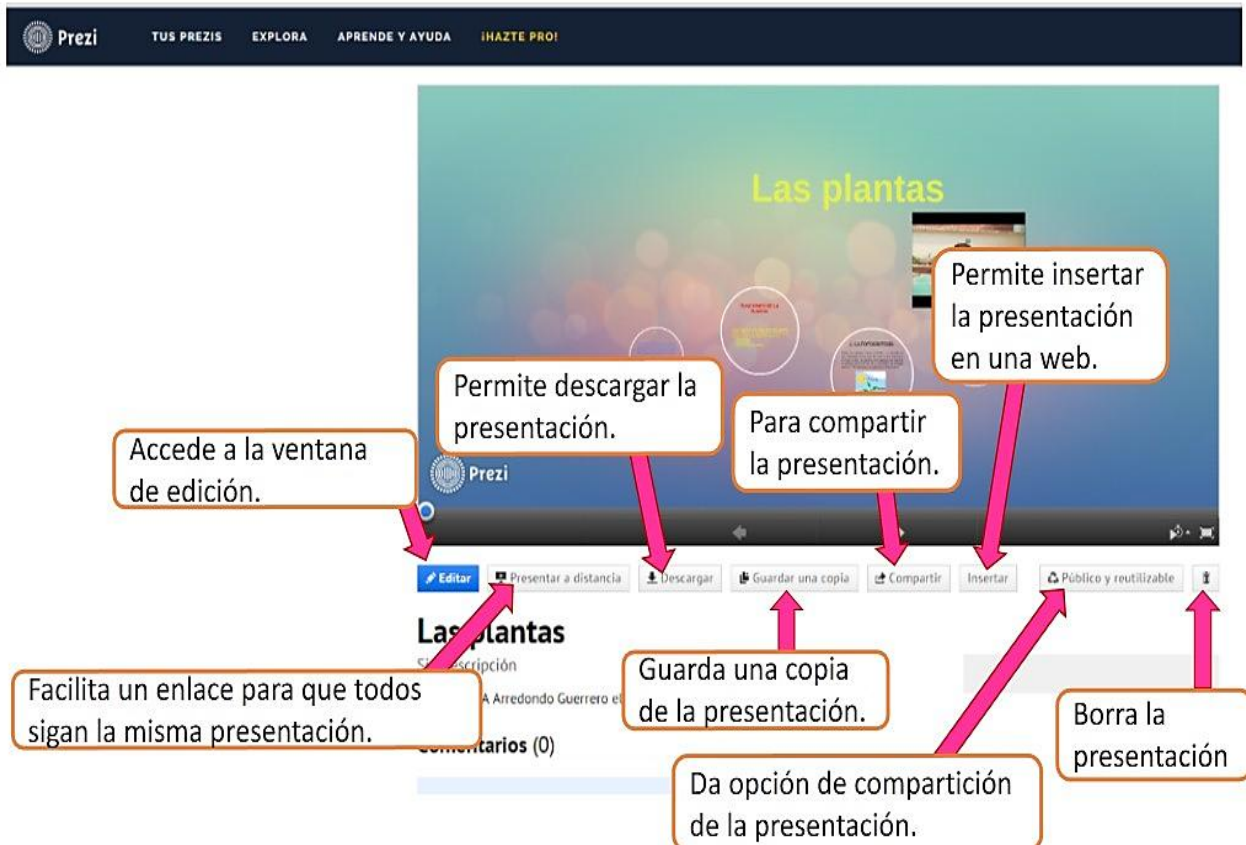 Prezi
TUS PREZIS EXPLORA APRENDE Y AYUDA ¡HAZTE PRO!
Las plantas
Permite insertar
la presentación
en una web.
Permite descargar la
presentación.
Para compartir
la presentación.
Accede a la ventana
de edición.
Prezi
Editar Presentar a distancia Descargar Guardar una copia Compartir Insertar Público y reutilizable
Las plantas
Facilita un enlace para que todos
sigan la misma presentación.
A Arredondo Guerrero el
Guarda una copia
de la presentación.
Borra la
presentación
Comentarios (0)
Da opción de compartición
de la presentación.